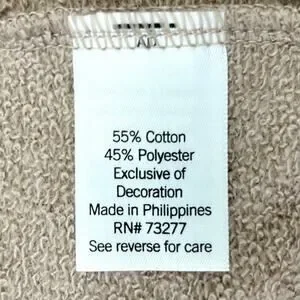 55% Cotton
45% Polyester
Exclusive of
Decoration
Made in Philippines
RN# 73277
See reverse for care